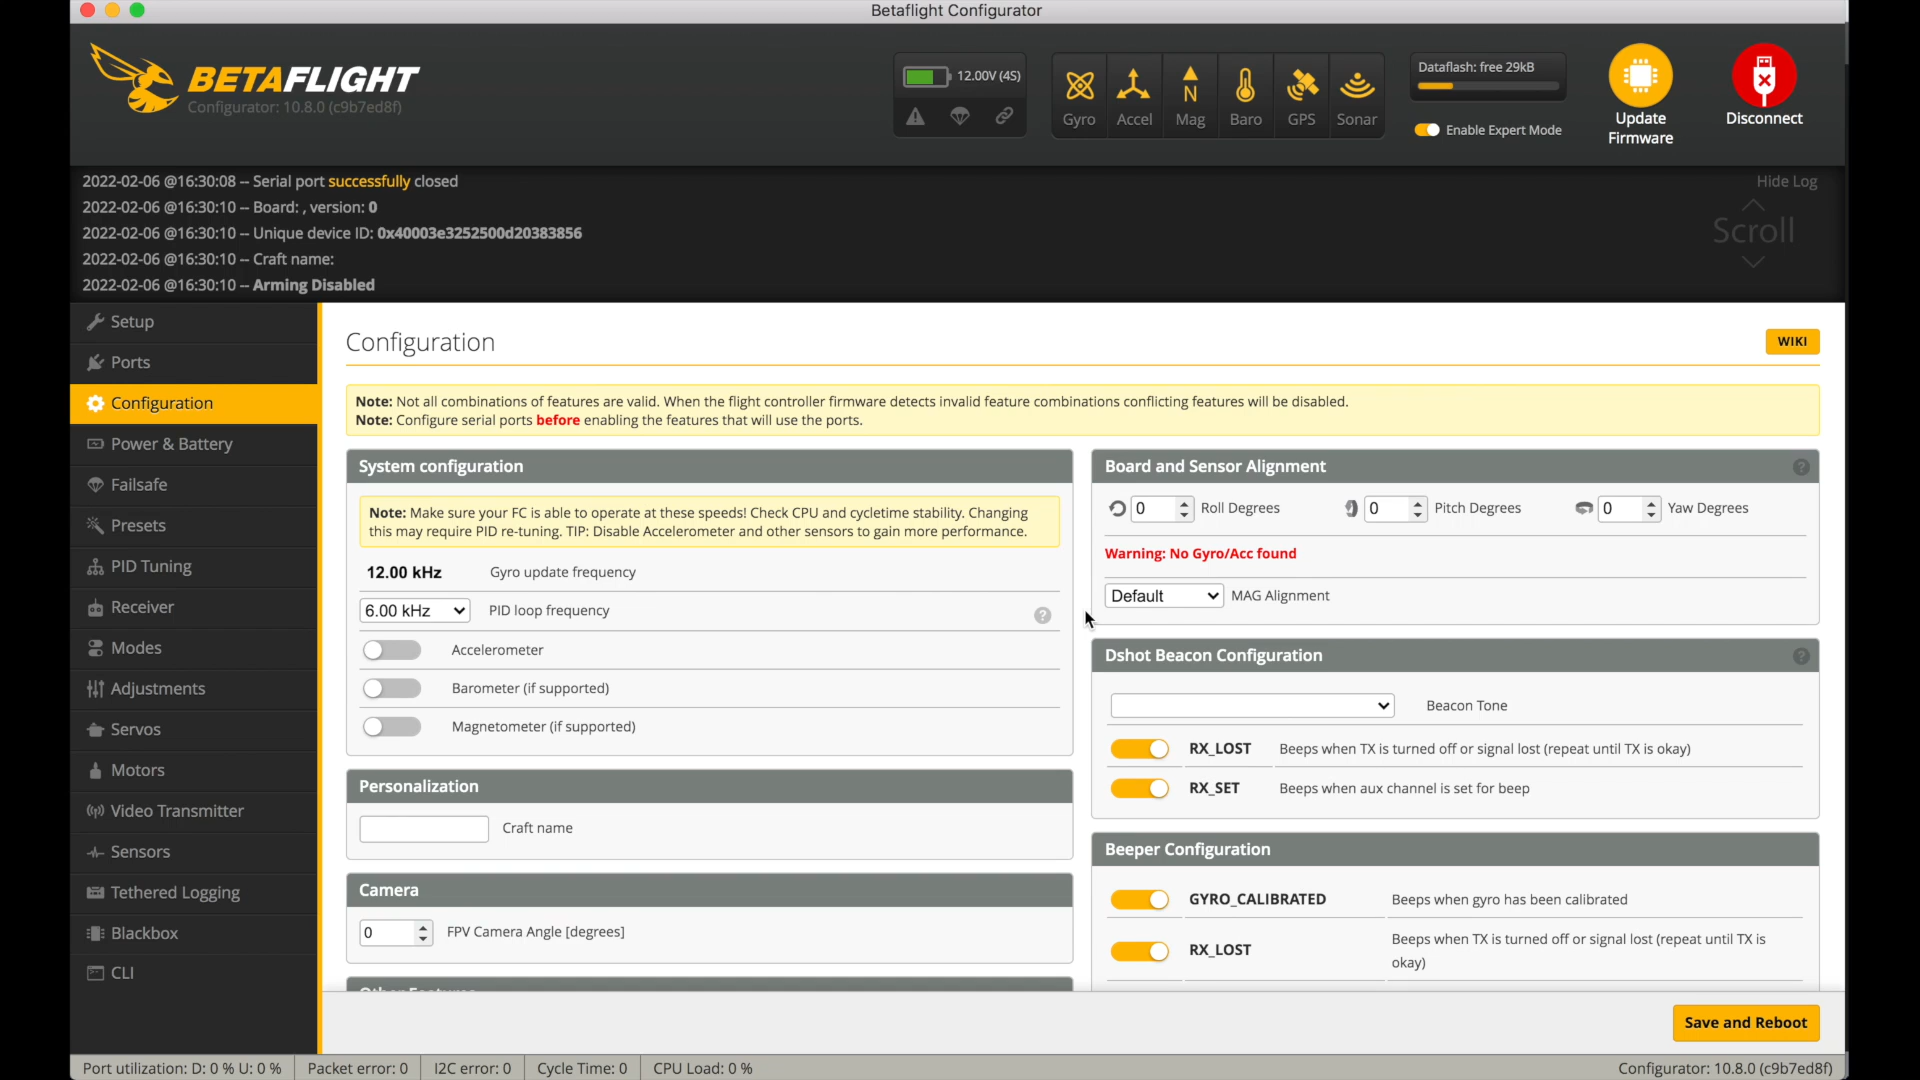 Betaflight Configurator
BETAFLIGHT
Configurator: 10.8.0 (c9b7ed8f)
12.00V (4S)
Gyro
Accel
N
Mag
Baro
GPS
Sonar
Dataflash: free 29kB
Enable Expert Mode
Update
Firmware
Disconnect
2022-02-06 @16:30:08 -- Serial port successfully closed
2022-02-06 @16:30:10 -- Board: , version: 0
2022-02-06 @16:30:10 -- Unique device ID: 0x40003e3252500d20383856
2022-02-06 @16:30:10 -- Craft name:
2022-02-06 @16:30:10 -- Arming Disabled
Hide Log
Scroll
Setup
Ports
Configuration
Power & Battery
Failsafe
Presets
PID Tuning
Receiver
Modes
Adjustments
Servos
Motors
Video Transmitter
Sensors
Tethered Logging
Blackbox
CLI
Configuration
WIKI
Note: Not all combinations of features are valid. When the flight controller firmware detects invalid feature combinations conflicting features will be disabled.
Note: Configure serial ports before enabling the features that will use the ports.
System configuration
Note: Make sure your FC is able to operate at these speeds! Check CPU and cycletime stability. Changing
this may require PID re-tuning. TIP: Disable Accelerometer and other sensors to gain more performance.
12.00 kHz Gyro update frequency
6.00 kHz PID loop frequency ?
Accelerometer
Barometer (if supported)
Magnetometer (if supported)
Personalization
Craft name
Camera
0 FPV Camera Angle [degrees]
Other Features
Board and Sensor Alignment ?
0 Roll Degrees 0 Pitch Degrees 0 Yaw Degrees
Warning: No Gyro/Acc found
Default MAG Alignment
Dshot Beacon Configuration ?
Beacon Tone
RX_LOST Beeps when TX is turned off or signal lost (repeat until TX is okay)
RX_SET Beeps when aux channel is set for beep
Beeper Configuration
GYRO_CALIBRATED Beeps when gyro has been calibrated
RX_LOST Beeps when TX is turned off or signal lost (repeat until TX is
okay)
Save and Reboot
Port utilization: D: 0 % U: 0 % Packet error: 0 I2C error: 0 Cycle Time: 0 CPU Load: 0 % Configurator: 10.8.0 (c9b7ed8f)